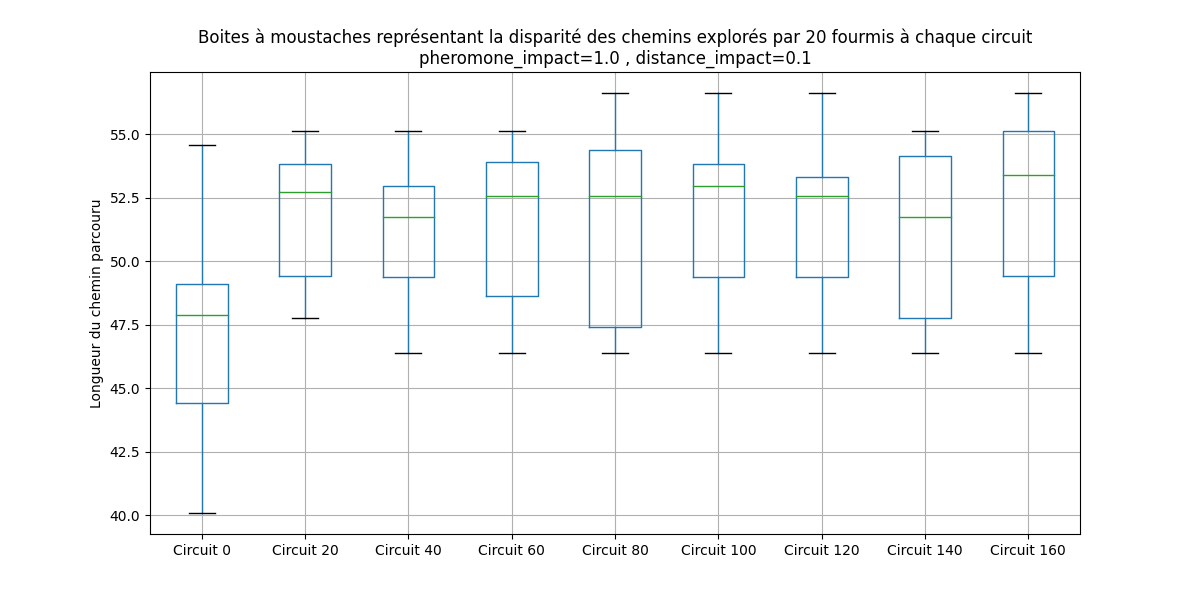 Boites à moustaches représentant la disparité des chemins explorés par 20 fourmis à chaque circuit
pheromone_impact=1.0 , distance_impact=0.1
Longueur du chemin parcouru
55.0
52.5
50.0
47.5
45.0
42.5
40.0
Circuit 0 Circuit 20 Circuit 40 Circuit 60 Circuit 80 Circuit 100 Circuit 120 Circuit 140 Circuit 160